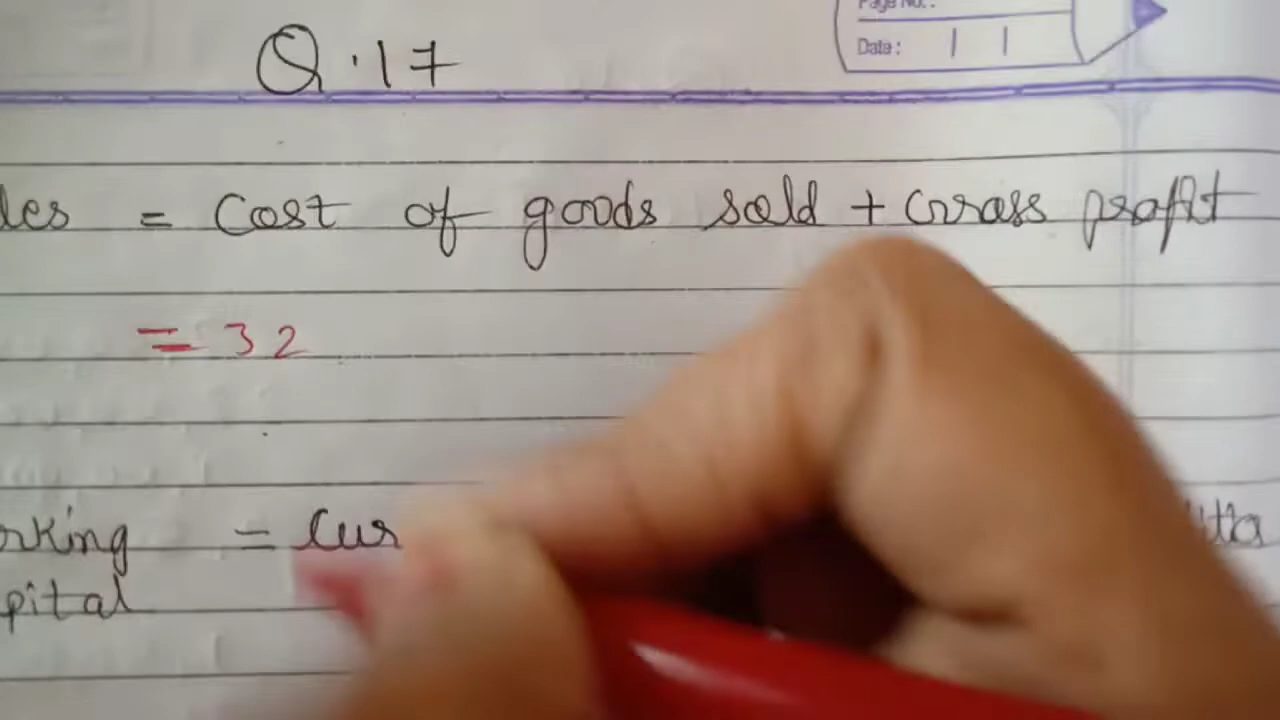 Page No. :
Q.17
Date :
les = Cost of goods sold + Gross profit
= 32
rking = Cur
pital